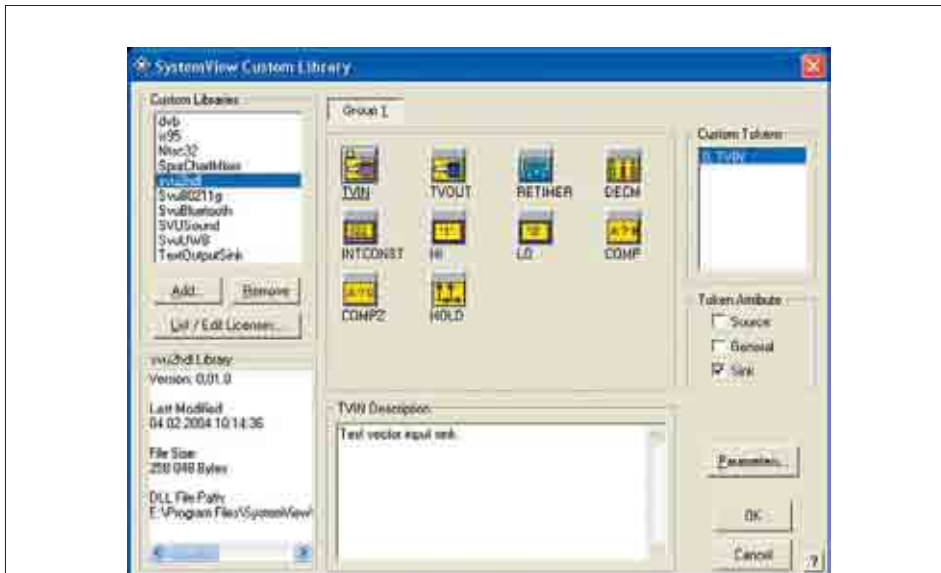 SystemView Custom Library
Custom Libraries
dvb
is95
Ntsc32
SpurChartMixer
svu2hdl
Svu80211g
SvuBluetooth
SVUSound
SvuUWB
TextOutputSink
Add...
Remove
List / Edit Licenses...
svu2hdl Library
Version: 0.01.0
Last Modified
04.02.2004 10:14:36
File Size:
258 048 Bytes
DLL File Path:
E:\Program Files\SystemView\
Group 1
TVIN
TVOUT
RETIMER
DECM
INTCONST
HI
LO
COMP
COMP2
HOLD
TVIN Description
Test vector input sink.
Custom Tokens
0. TVIN
Token Attribute
Source
General
Sink
Parameters...
OK
Cancel
?